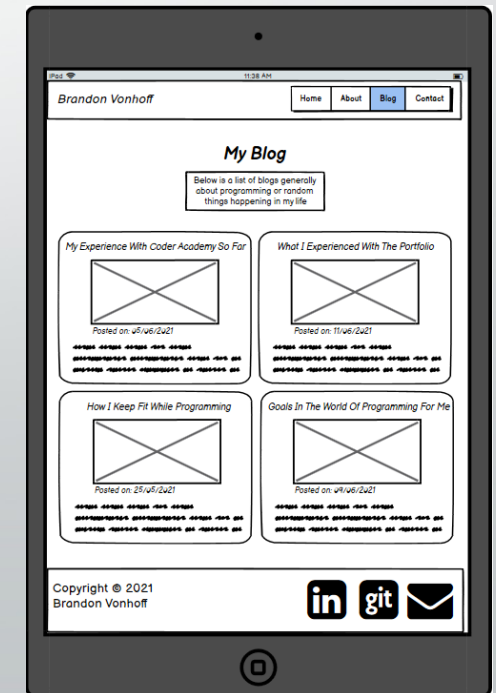 iPad
11:38 AM
Brandon Vonhoff
Home
About
Blog
Contact
My Blog
Below is a list of blogs generally
about programming or random
things happening in my life
My Experience With Coder Academy So Far
Posted on: 05/06/2021
What I Experienced With The Portfolio
Posted on: 11/06/2021
How I Keep Fit While Programming
Posted on: 25/05/2021
Goals In The World Of Programming For Me
Posted on: 09/06/2021
Copyright © 2021
Brandon Vonhoff
in
git